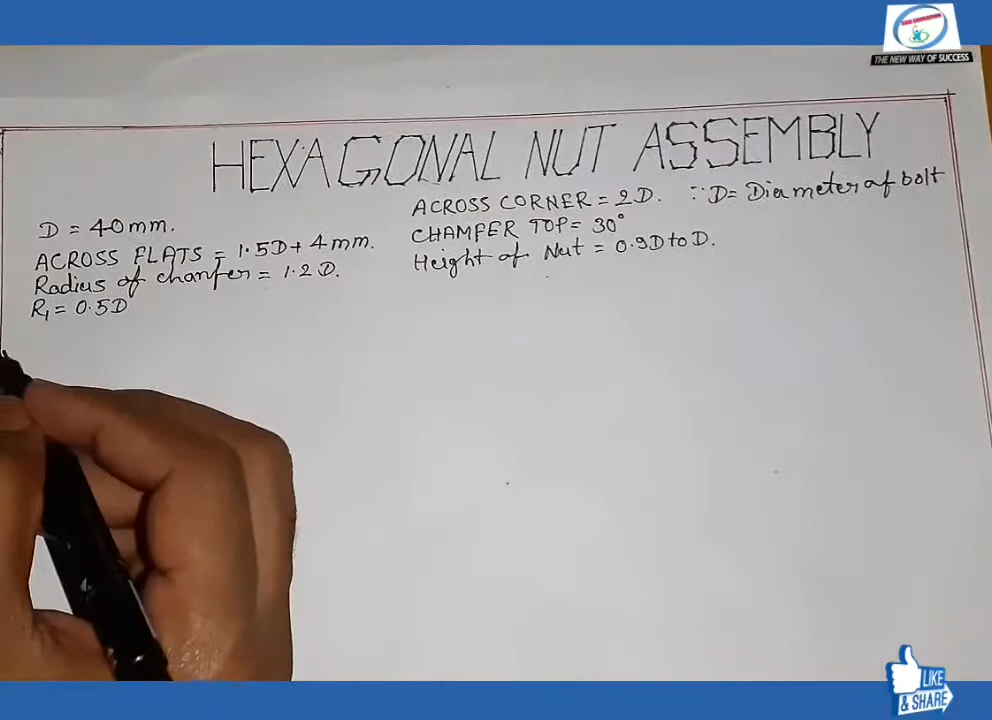 SAM EDUCATION
THE NEW WAY OF SUCCESS
HEXAGONAL NUT ASSEMBLY
D = 40mm.
ACROSS FLATS = 1.5D + 4mm.
Radius of chamfer = 1.2D.
R1 = 0.5D
ACROSS CORNER = 2D. ∵ D = Diameter of bolt
CHAMFER TOP = 30°
Height of Nut = 0.9D to D.
LIKE
& SHARE